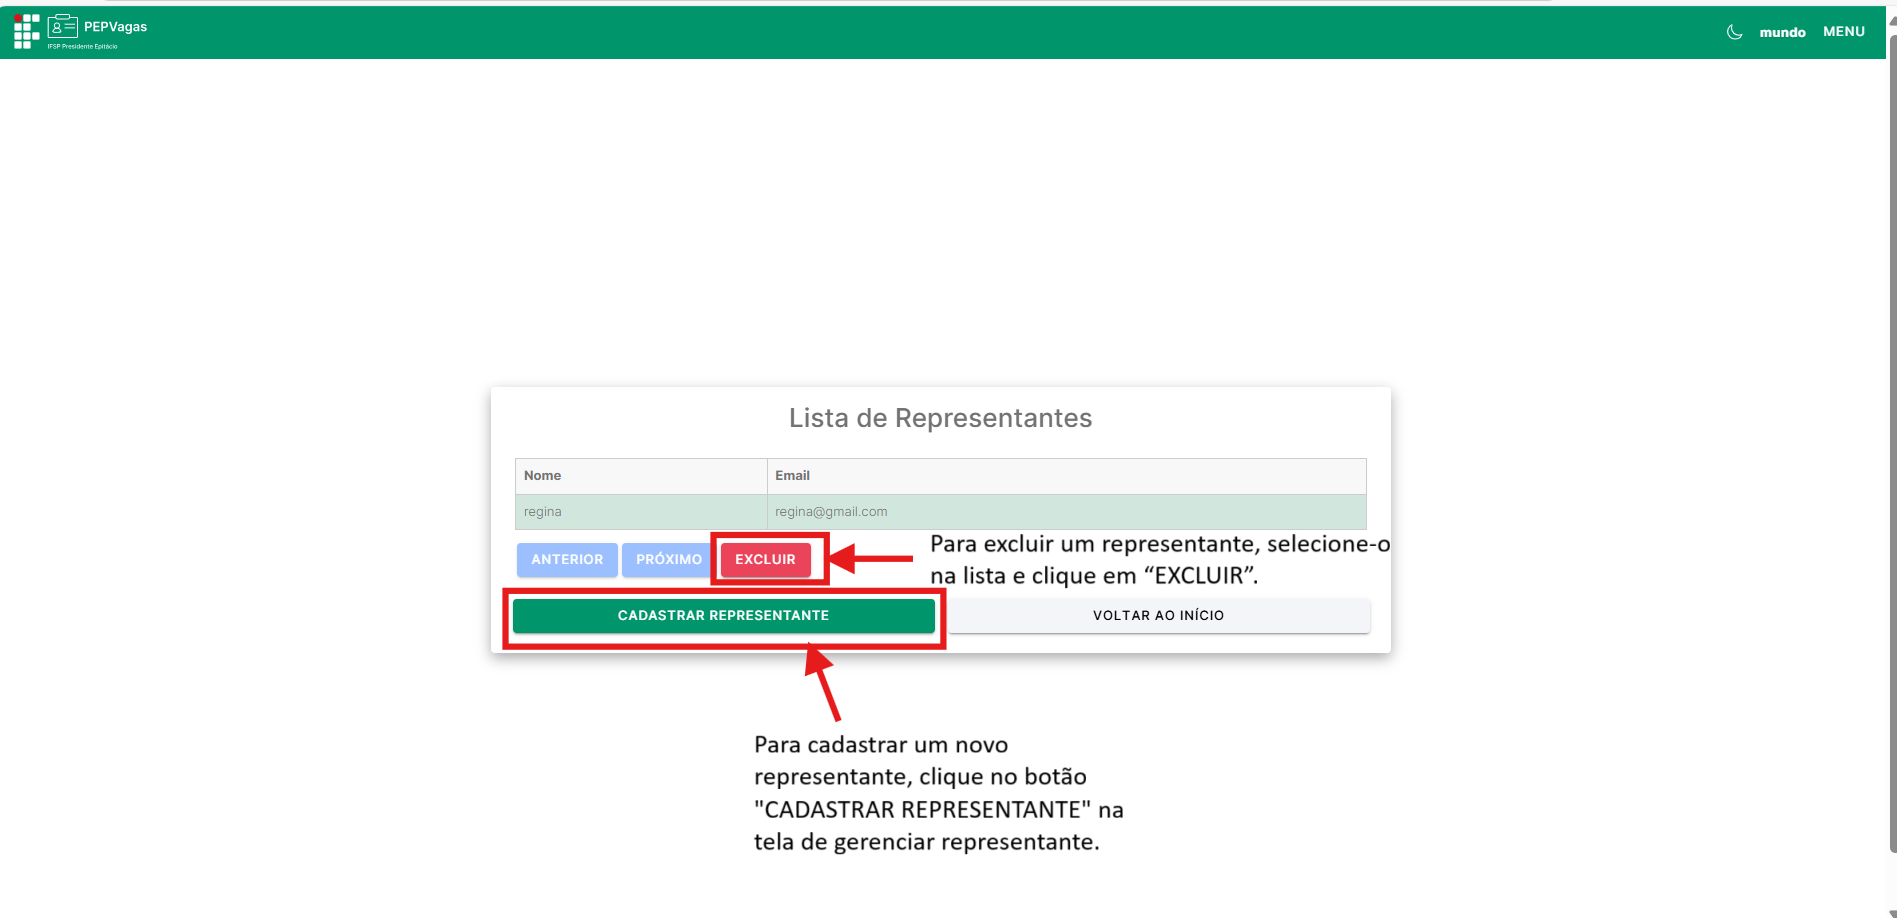 PEPVagas
IFSP Presidente Epitácio
mundo MENU
Lista de Representantes
Nome Email
regina regina@gmail.com
ANTERIOR PRÓXIMO EXCLUIR
Para excluir um representante, selecione-o
na lista e clique em “EXCLUIR”.
CADASTRAR REPRESENTANTE VOLTAR AO INÍCIO
Para cadastrar um novo
representante, clique no botão
"CADASTRAR REPRESENTANTE" na
tela de gerenciar representante.